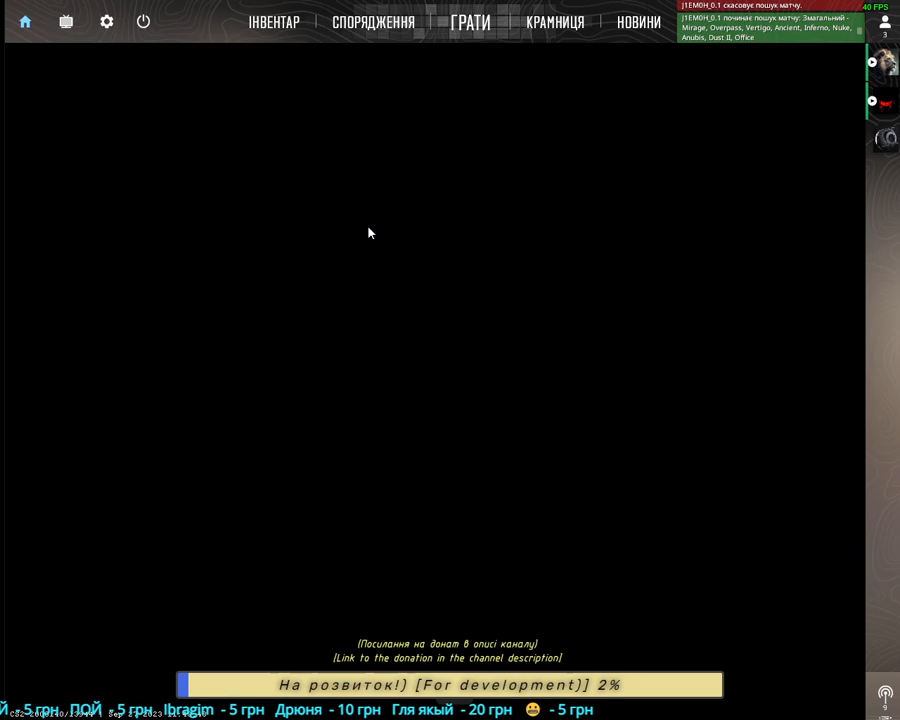 ІНВЕНТАР
СПОРЯДЖЕННЯ
ГРАТИ
КРАМНИЦЯ
НОВИНИ
J1EM0H_0.1 скасовує пошук матчу.
40 FPS
J1EM0H_0.1 починає пошук матчу: Змагальний -
Mirage, Overpass, Vertigo, Ancient, Inferno, Nuke,
Anubis, Dust II, Office
3
(Посилання на донат в описі каналу)
[Link to the donation in the channel description]
На розвиток!) [For development)] 2%
Й - 5 грн ПОЙ - 5 грн Ibragim - 5 грн Дрюня - 10 грн Гля якый - 20 грн 😀 - 5 грн
9